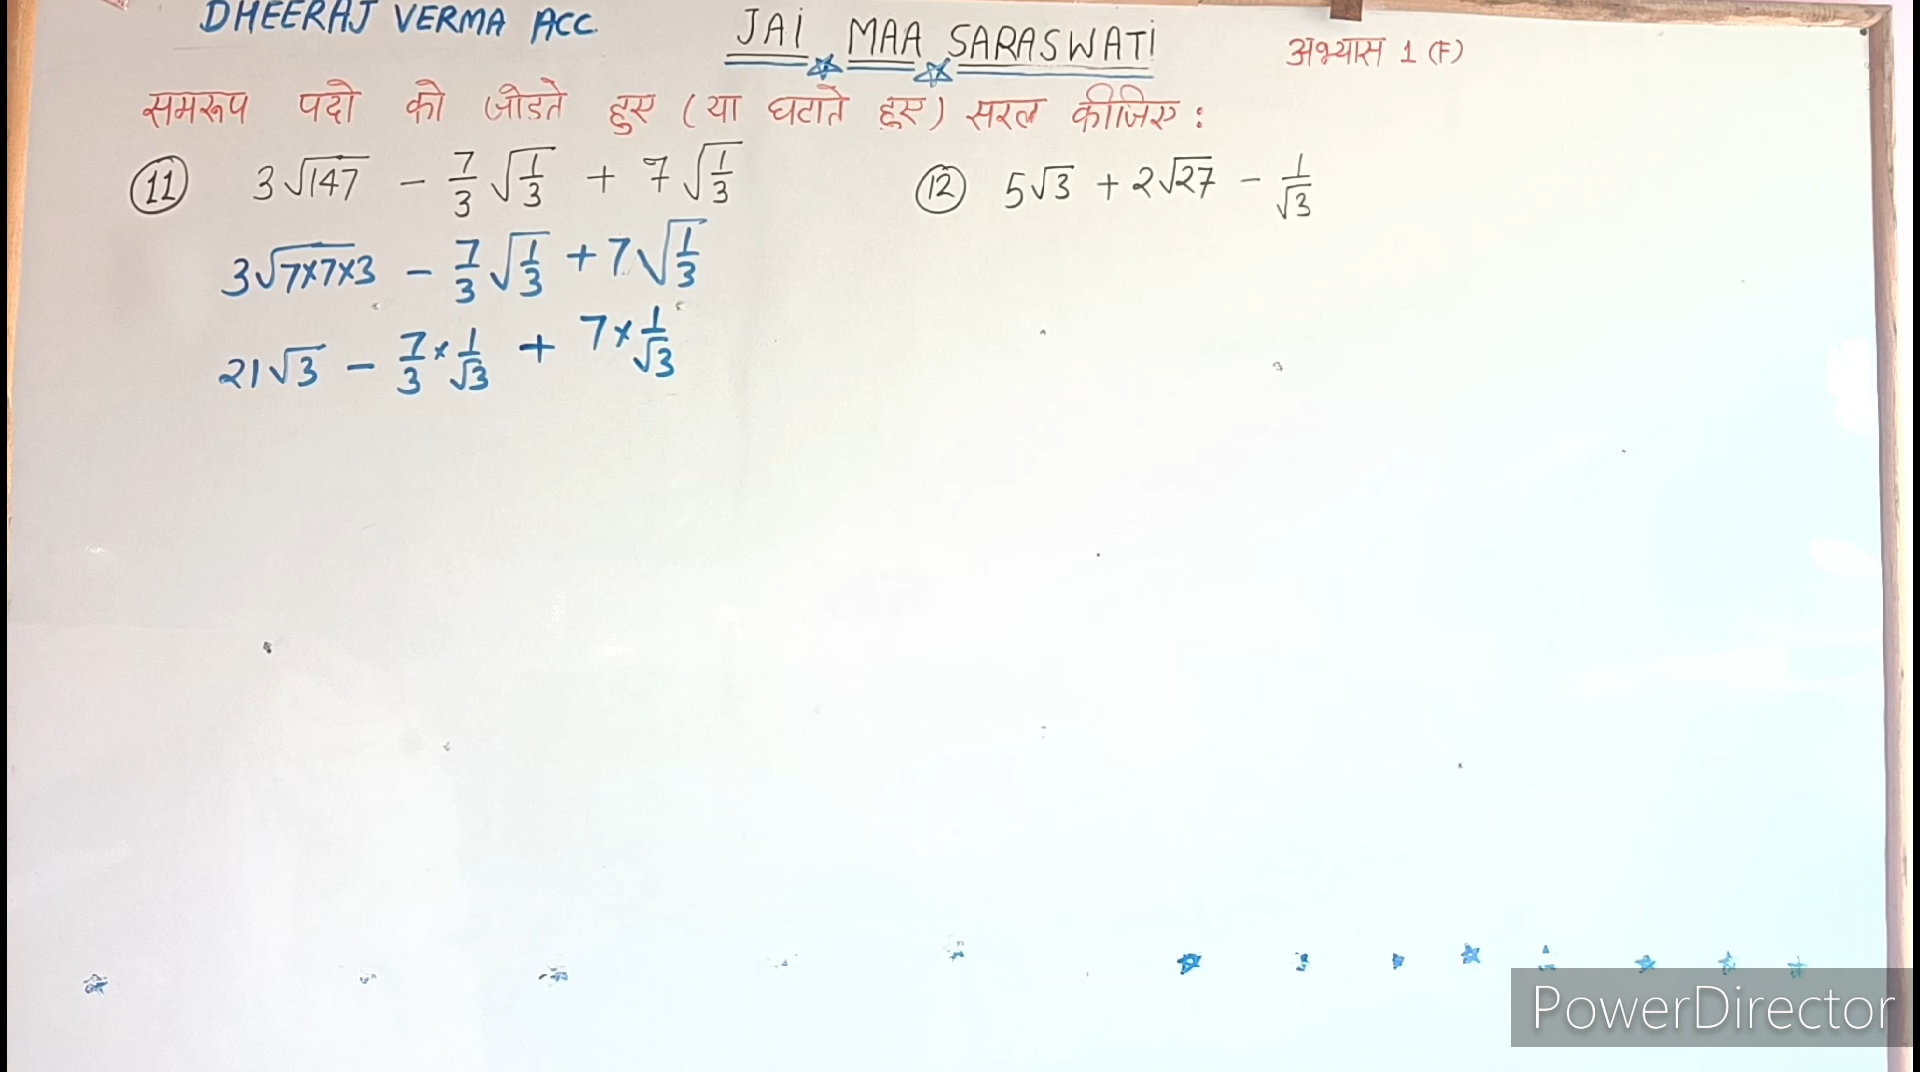 DHEERAJ VERMA ACC.
JAI MAA SARASWATI
अभ्यास 1 (F)
समरूप पदो को जोडते हुए (या घटाते हुए) सरल कीजिए :
(11) 3√147 - 7/3 √(1/3) + 7√(1/3)
3√7×7×3 - 7/3 √(1/3) + 7√(1/3)
21√3 - 7/3 × 1/√3 + 7 × 1/√3
(12) 5√3 + 2√27 - 1/√3
PowerDirector